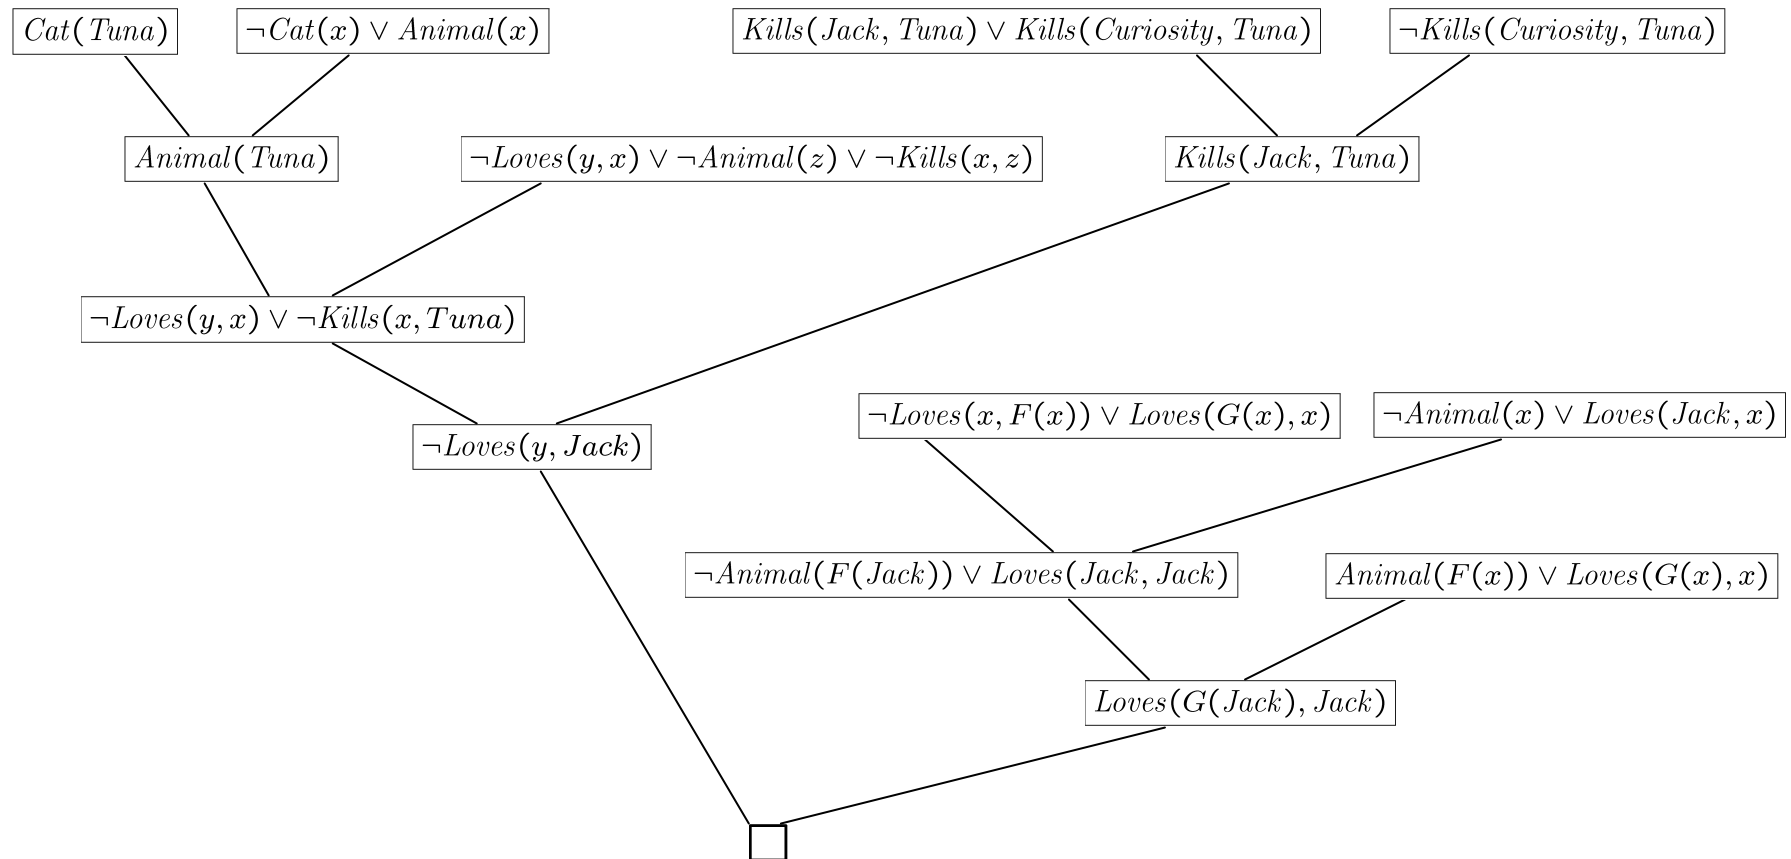 Cat(Tuna)
¬Cat(x) ∨ Animal(x)
Kills(Jack, Tuna) ∨ Kills(Curiosity, Tuna)
¬Kills(Curiosity, Tuna)
Animal(Tuna)
¬Loves(y, x) ∨ ¬Animal(z) ∨ ¬Kills(x, z)
Kills(Jack, Tuna)
¬Loves(y, x) ∨ ¬Kills(x, Tuna)
¬Loves(y, Jack)
¬Loves(x, F(x)) ∨ Loves(G(x), x)
¬Animal(x) ∨ Loves(Jack, x)
¬Animal(F(Jack)) ∨ Loves(Jack, Jack)
Animal(F(x)) ∨ Loves(G(x), x)
Loves(G(Jack), Jack)